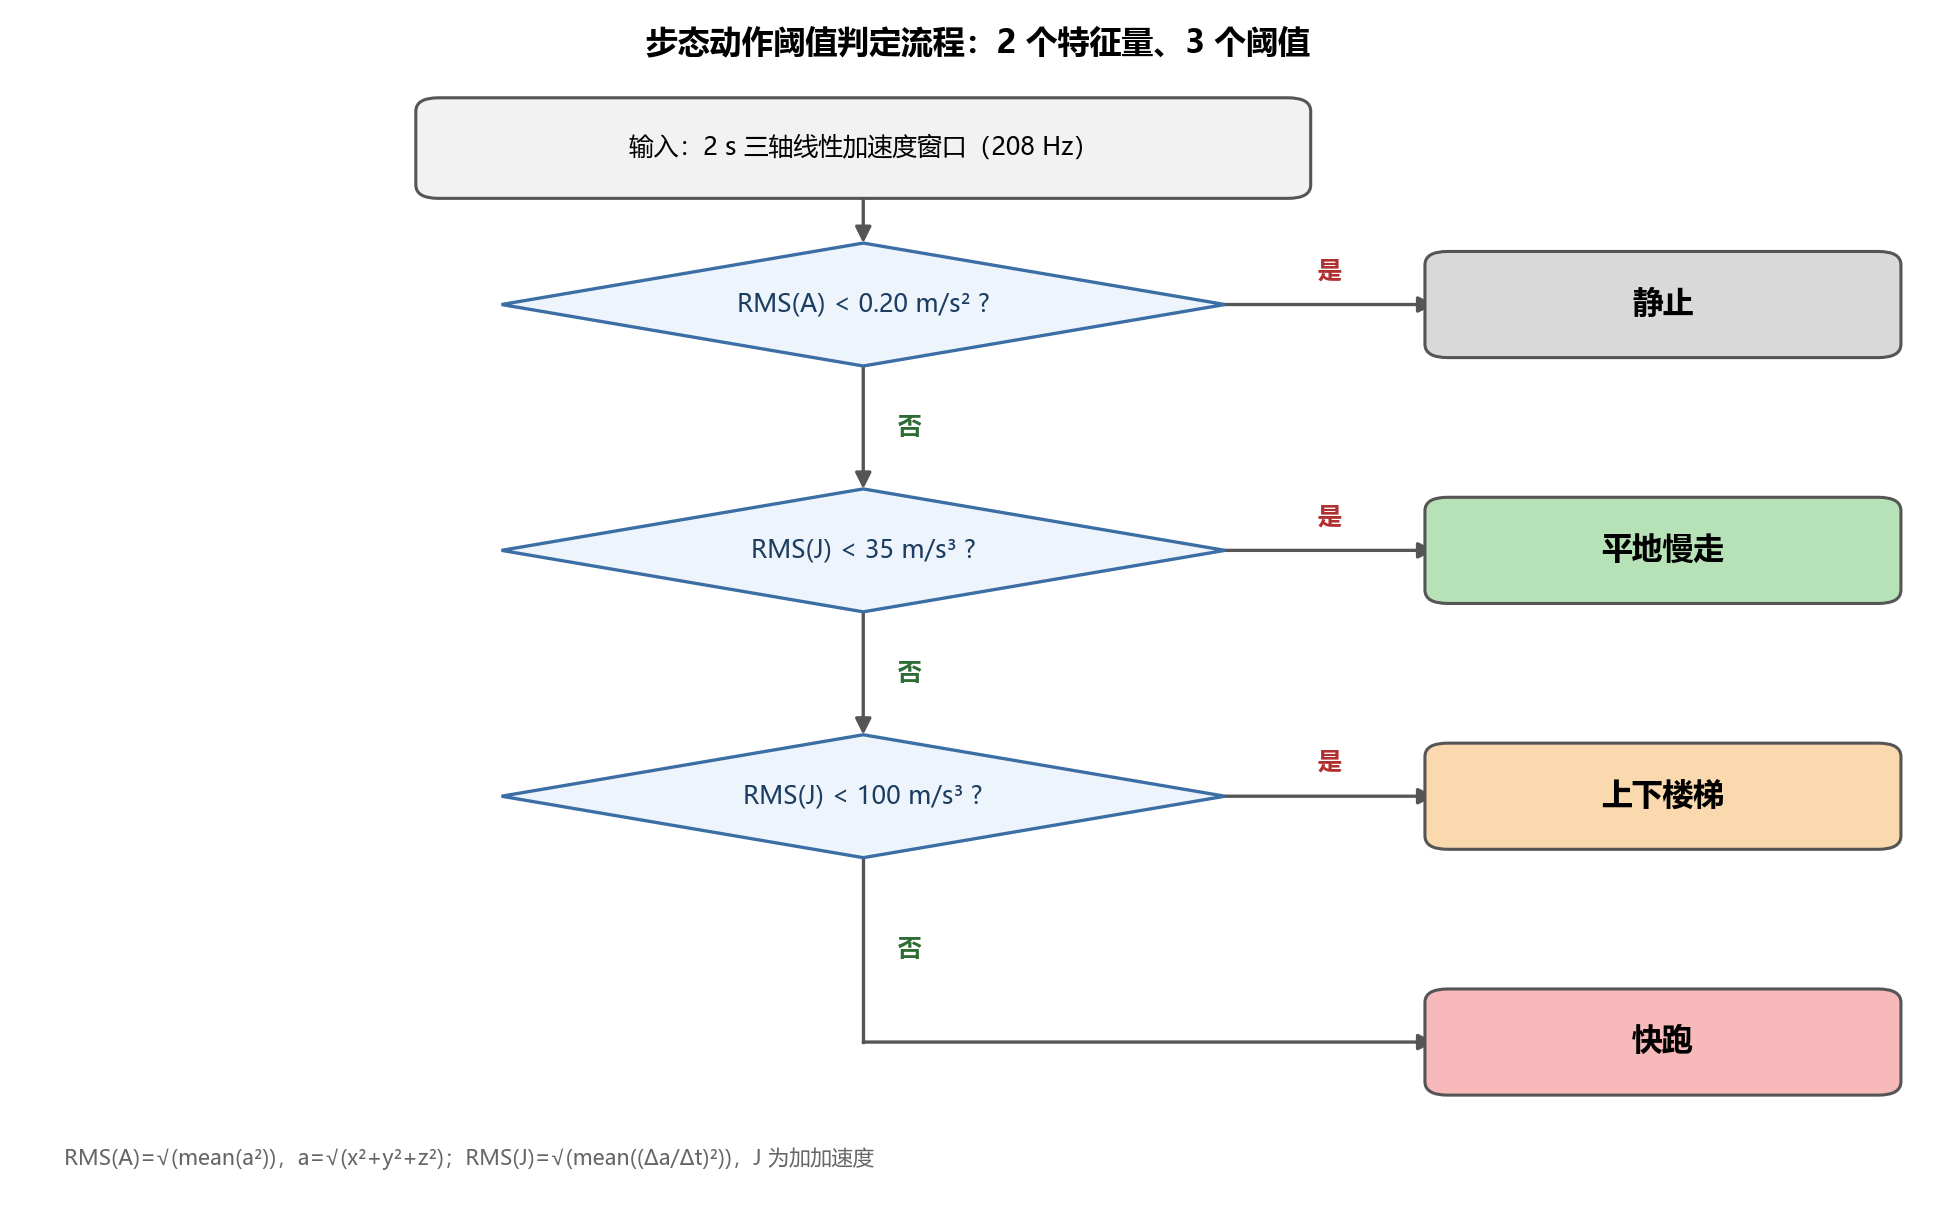 步态动作阈值判定流程：2 个特征量、3 个阈值
输入：2 s 三轴线性加速度窗口（208 Hz）
RMS(A) < 0.20 m/s² ?
是
静止
否
RMS(J) < 35 m/s³ ?
是
平地慢走
否
RMS(J) < 100 m/s³ ?
是
上下楼梯
否
快跑
RMS(A)=√(mean(a²))，a=√(x²+y²+z²)；RMS(J)=√(mean((Δa/Δt)²))，J 为加加速度